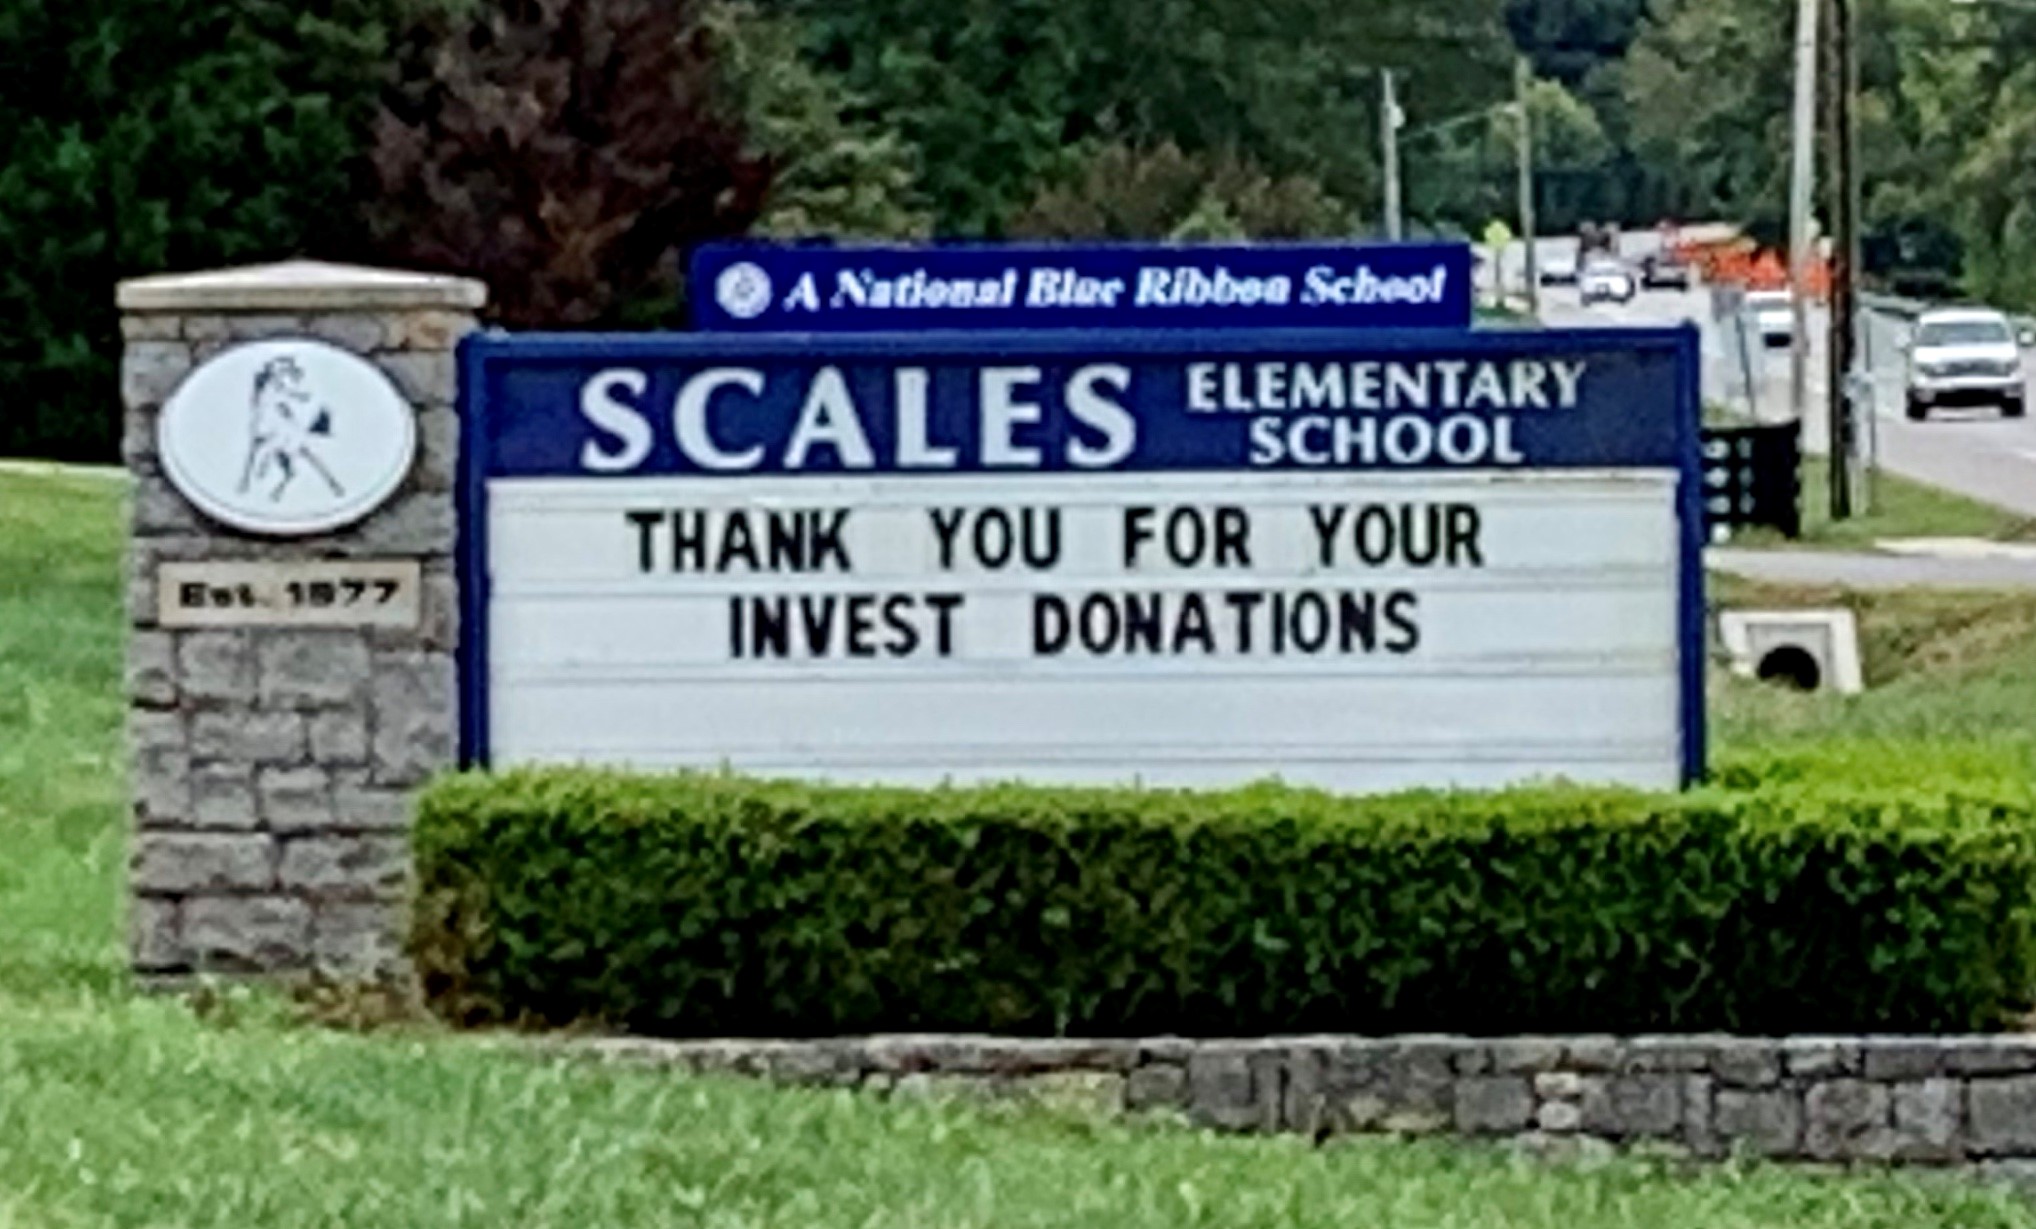 A National Blue Ribbon School
SCALES ELEMENTARY
SCHOOL
THANK YOU FOR YOUR
INVEST DONATIONS
Est. 1977